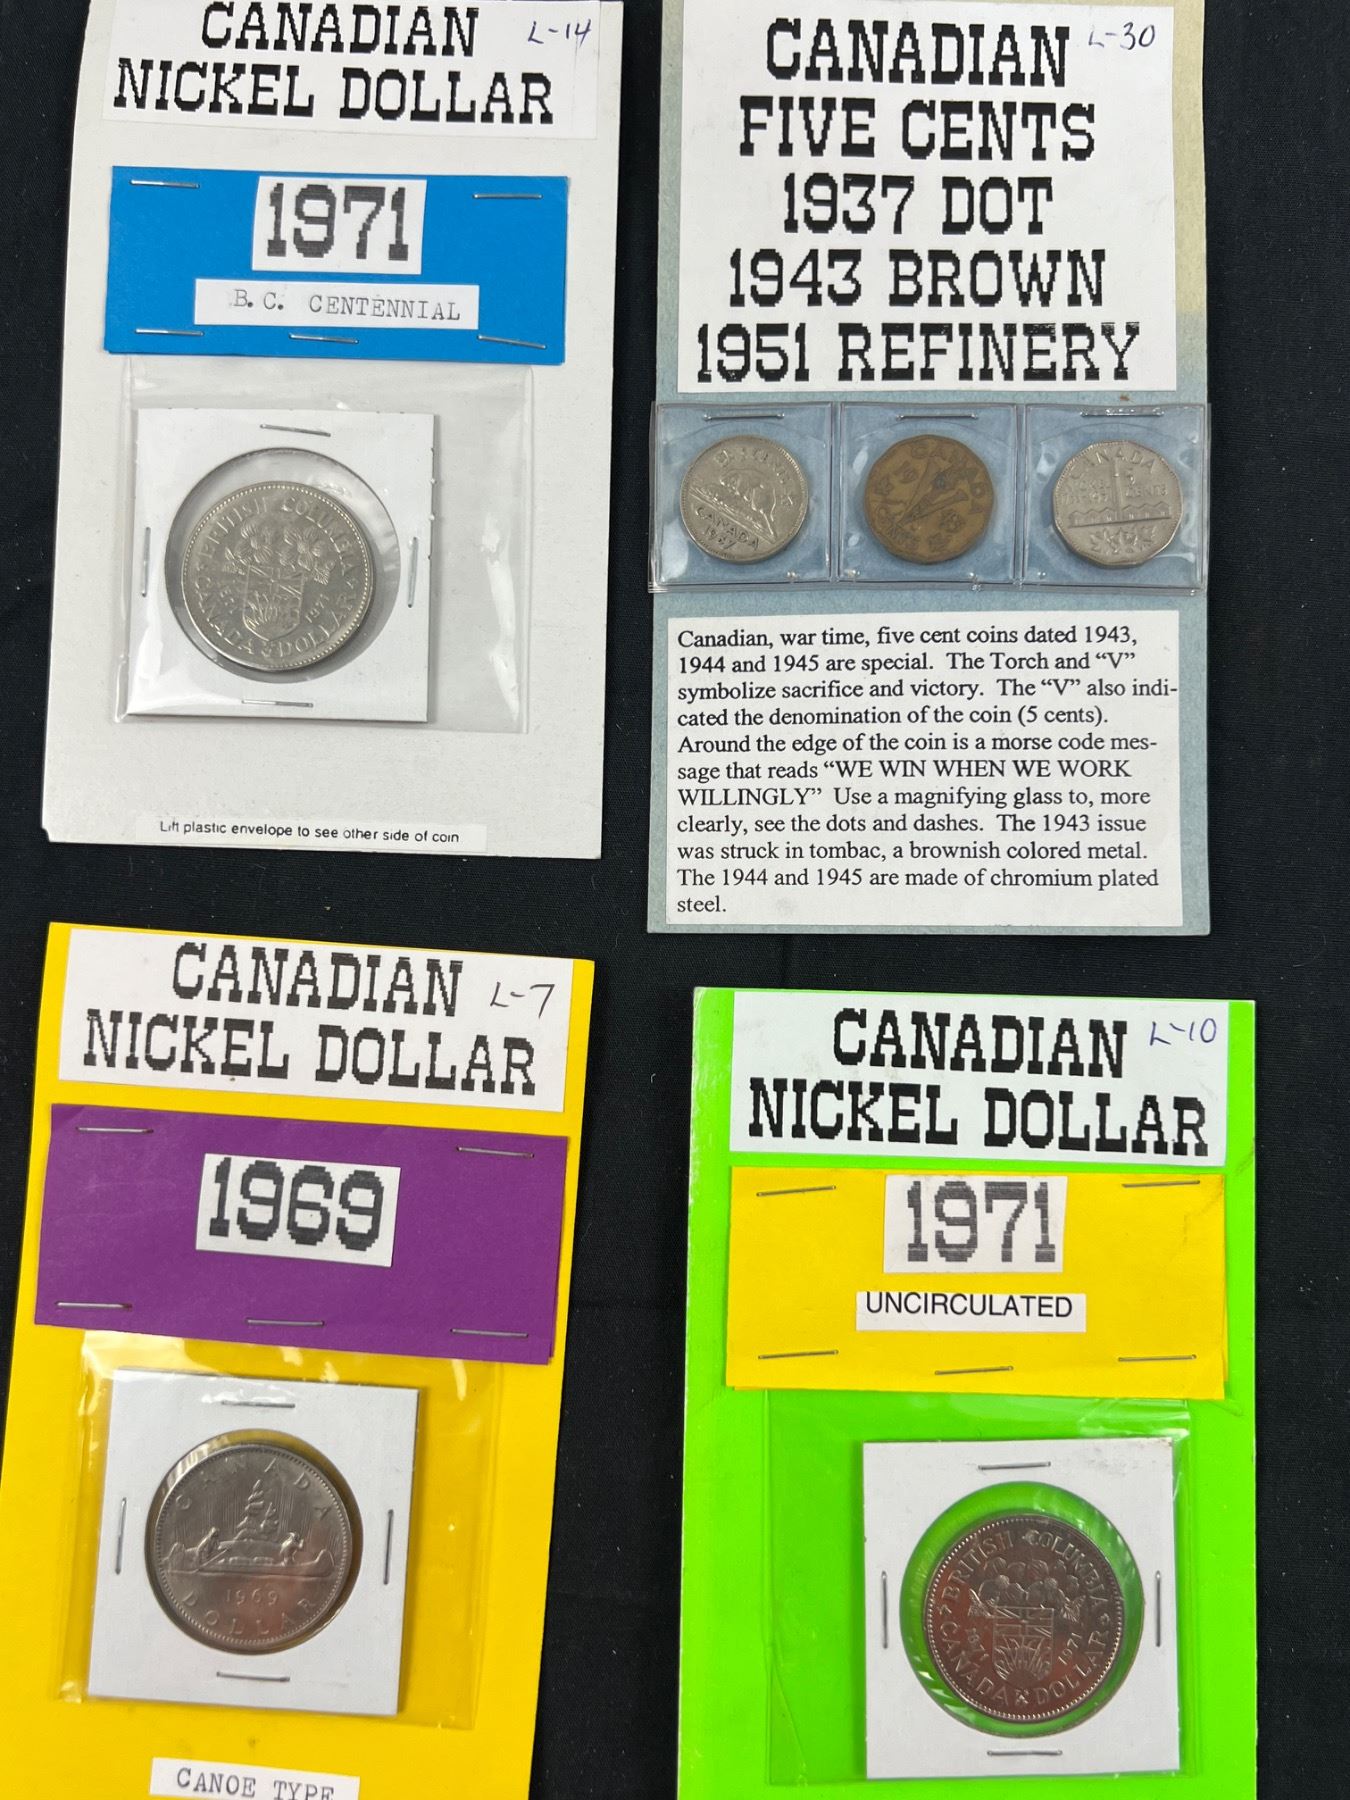 CANADIAN L-14
NICKEL DOLLAR
1971
B.C. CENTENNIAL
BRITISH COLUMBIA
1871 1971
CANADA DOLLAR
Lift plastic envelope to see other side of coin
CANADIAN L-30
FIVE CENTS
1937 DOT
1943 BROWN
1951 REFINERY
5 CENTS
CANADA
1937
CANADA
19 43
CANADA
5
CENTS
Canadian, war time, five cent coins dated 1943,
1944 and 1945 are special. The Torch and “V”
symbolize sacrifice and victory. The “V” also indi-
cated the denomination of the coin (5 cents).
Around the edge of the coin is a morse code mes-
sage that reads “WE WIN WHEN WE WORK
WILLINGLY” Use a magnifying glass to, more
clearly, see the dots and dashes. The 1943 issue
was struck in tombac, a brownish colored metal.
The 1944 and 1945 are made of chromium plated
steel.
CANADIAN L-7
NICKEL DOLLAR
1969
CANADA
1969
DOLLAR
CANOE TYPE
CANADIAN L-10
NICKEL DOLLAR
1971
UNCIRCULATED
BRITISH COLUMBIA
1871 1971
CANADA DOLLAR